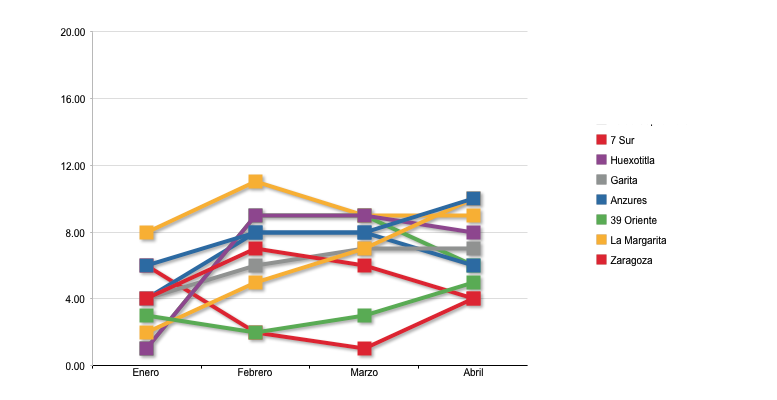 20.00
16.00
12.00
8.00
4.00
0.00
Enero Febrero Marzo Abril
7 Sur
Huexotitla
Garita
Anzures
39 Oriente
La Margarita
Zaragoza